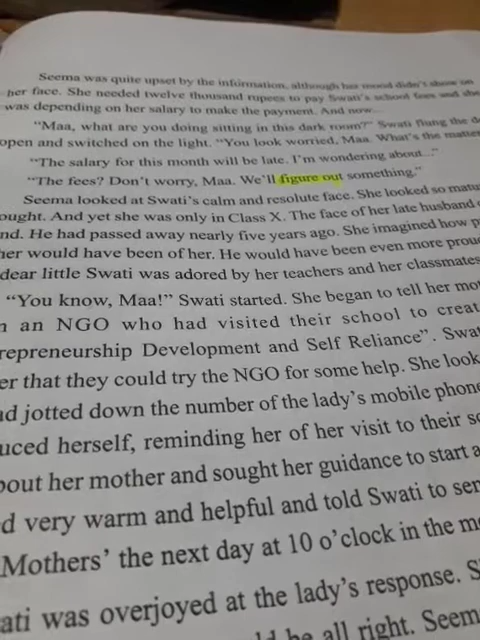 Seema was quite upset by the information, although her mood didn't show on
her face. She needed twelve thousand rupees to pay Swati's school fees and she
was depending on her salary to make the payment. And now...
"Maa, what are you doing sitting in this dark room?" Swati flung the d
open and switched on the light. "You look worried, Maa. What's the matter
"The salary for this month will be late. I'm wondering about..."
"The fees? Don't worry, Maa. We'll figure out something."
Seema looked at Swati's calm and resolute face. She looked so matu
ought. And yet she was only in Class X. The face of her late husband
nd. He had passed away nearly five years ago. She imagined how p
her would have been of her. He would have been even more proud
dear little Swati was adored by her teachers and her classmates
"You know, Maa!" Swati started. She began to tell her mot
n an NGO who had visited their school to creat
repreneurship Development and Self Reliance". Swat
er that they could try the NGO for some help. She look
nd jotted down the number of the lady's mobile phone
uced herself, reminding her of her visit to their sc
bout her mother and sought her guidance to start a
d very warm and helpful and told Swati to sen
Mothers' the next day at 10 o'clock in the mo
ati was overjoyed at the lady's response. S
be all right. Seem